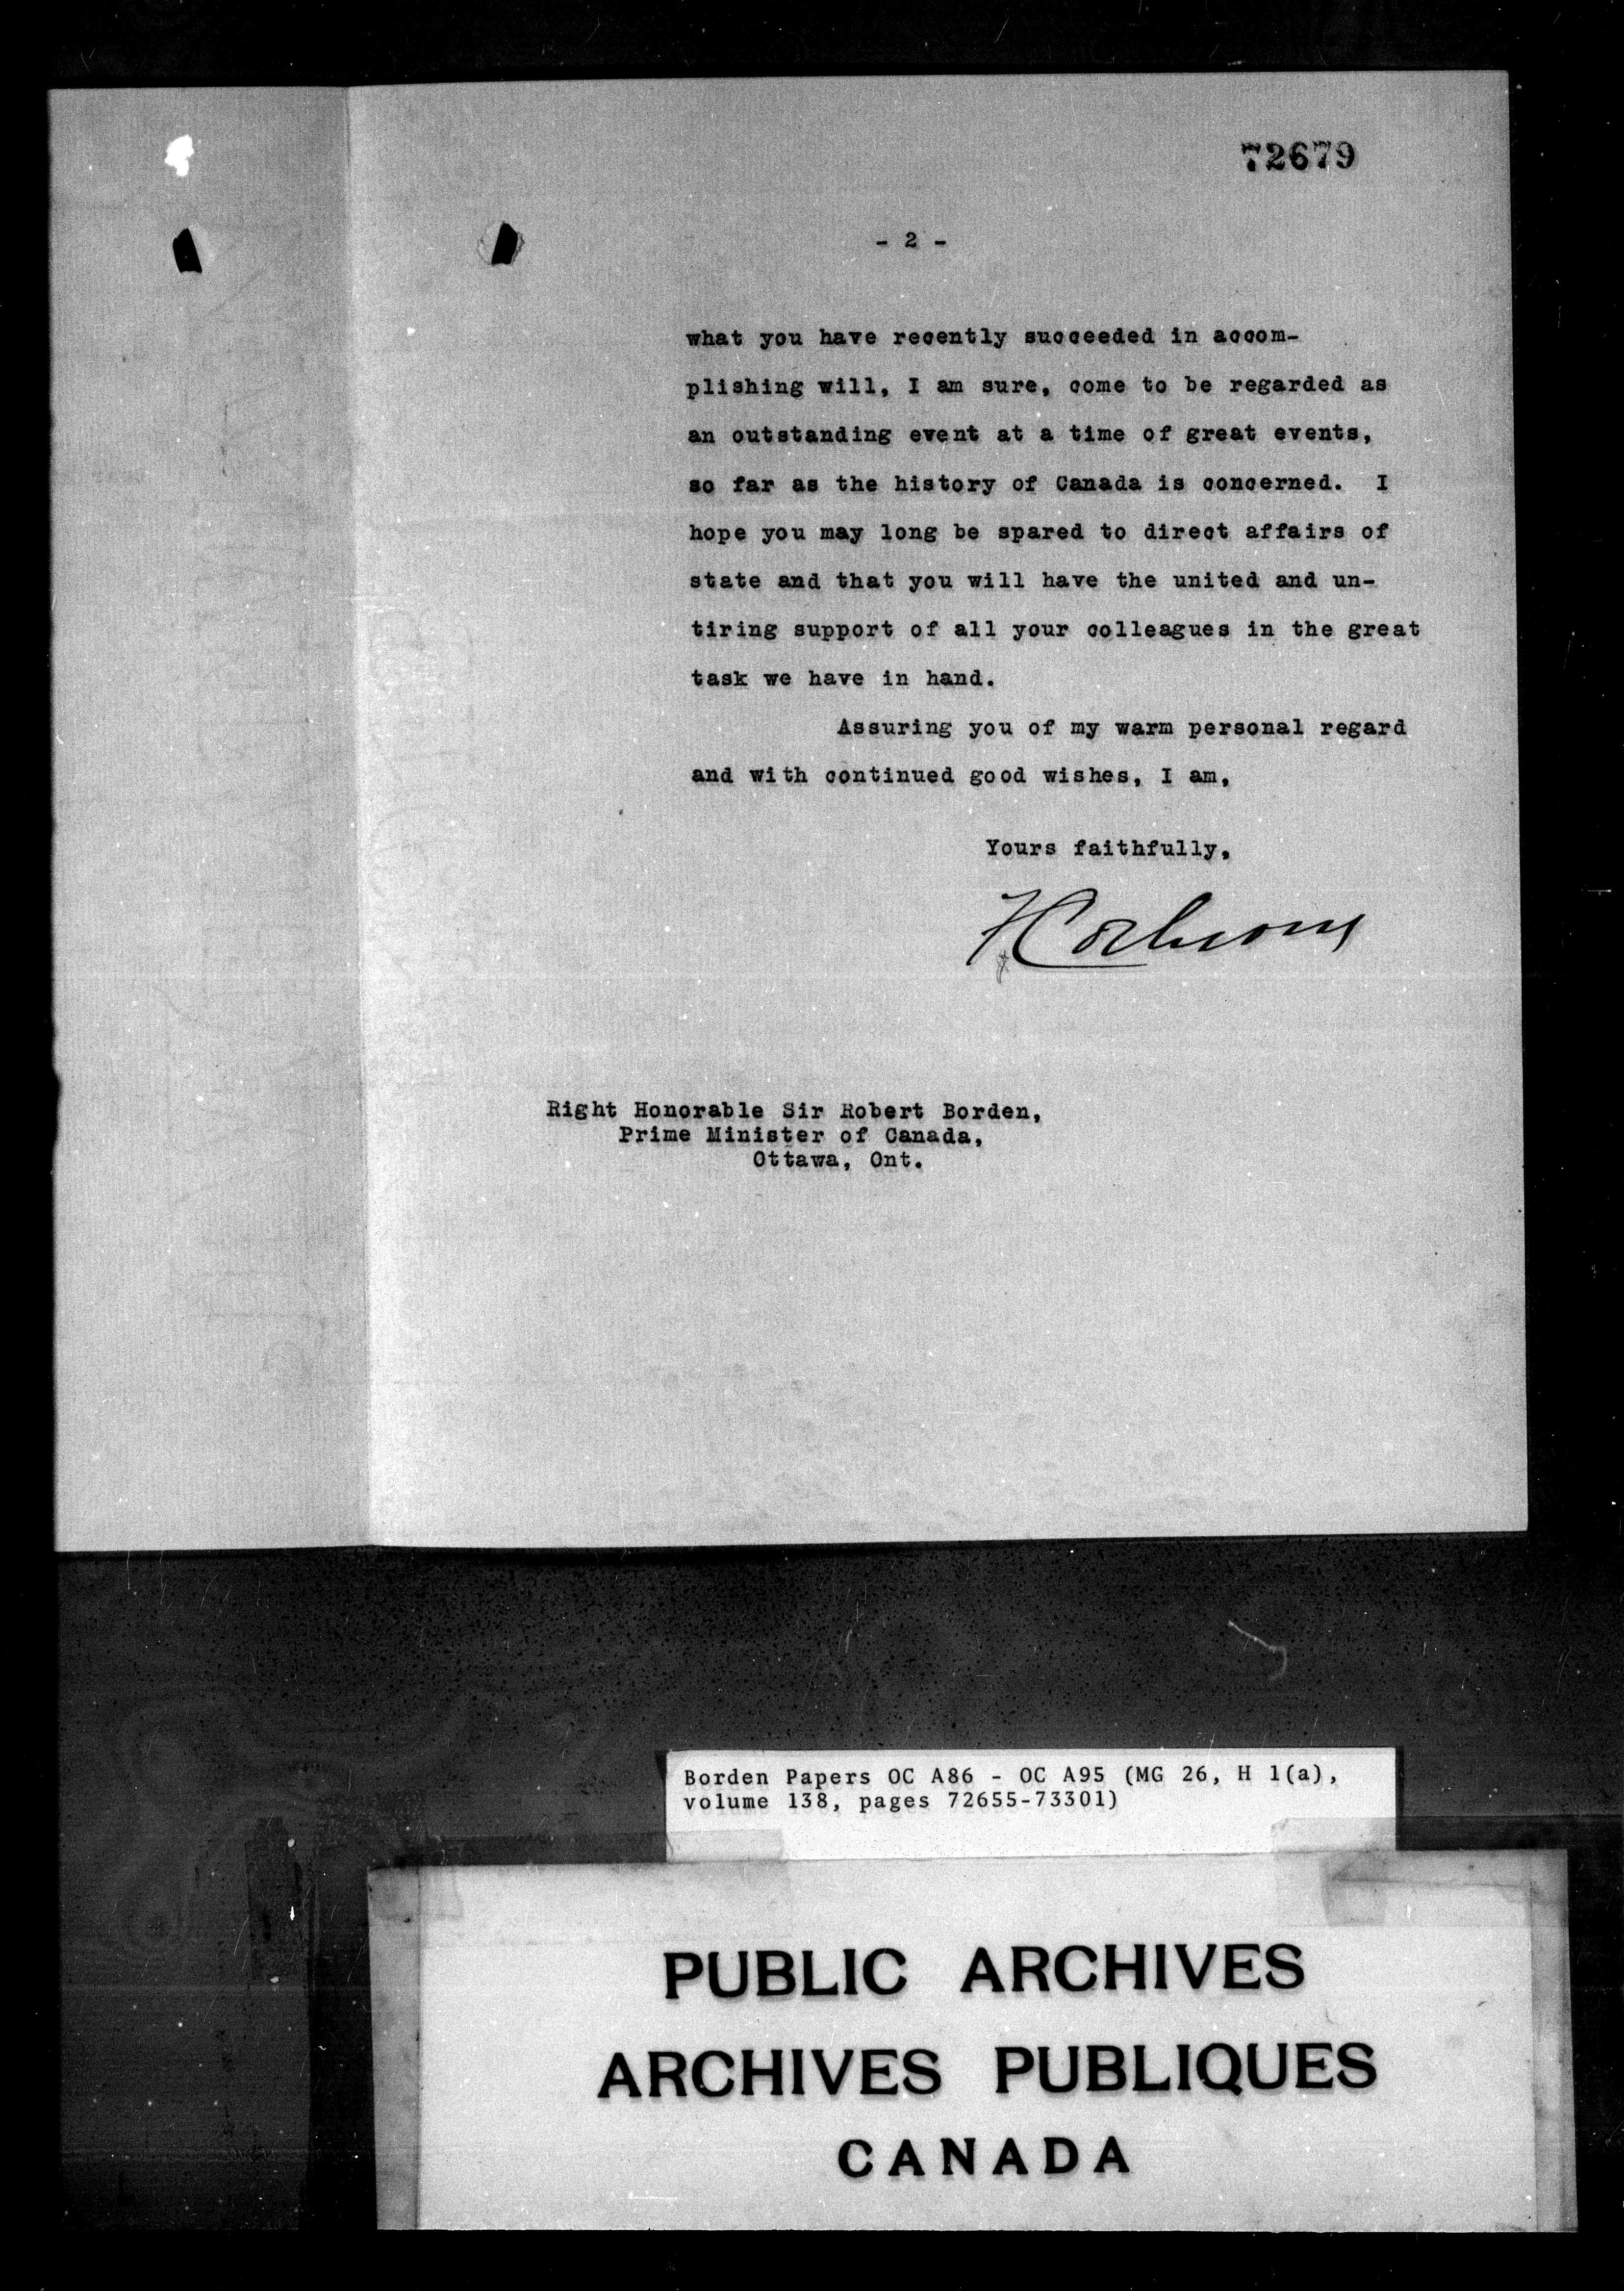 72679
- 2 -
what you have recently succeeded in accom-
plishing will, I am sure, come to be regarded as
an outstanding event at a time of great events,
so far as the history of Canada is concerned. I
hope you may long be spared to direct affairs of
state and that you will have the united and un-
tiring support of all your colleagues in the great
task we have in hand.
Assuring you of my warm personal regard
and with continued good wishes, I am,
Yours faithfully,
Right Honorable Sir Robert Borden,
Prime Minister of Canada,
Ottawa, Ont.
Borden Papers OC A86 - OC A95 (MG 26, H 1(a),
volume 138, pages 72655-73301)
PUBLIC ARCHIVES
ARCHIVES PUBLIQUES
CANADA